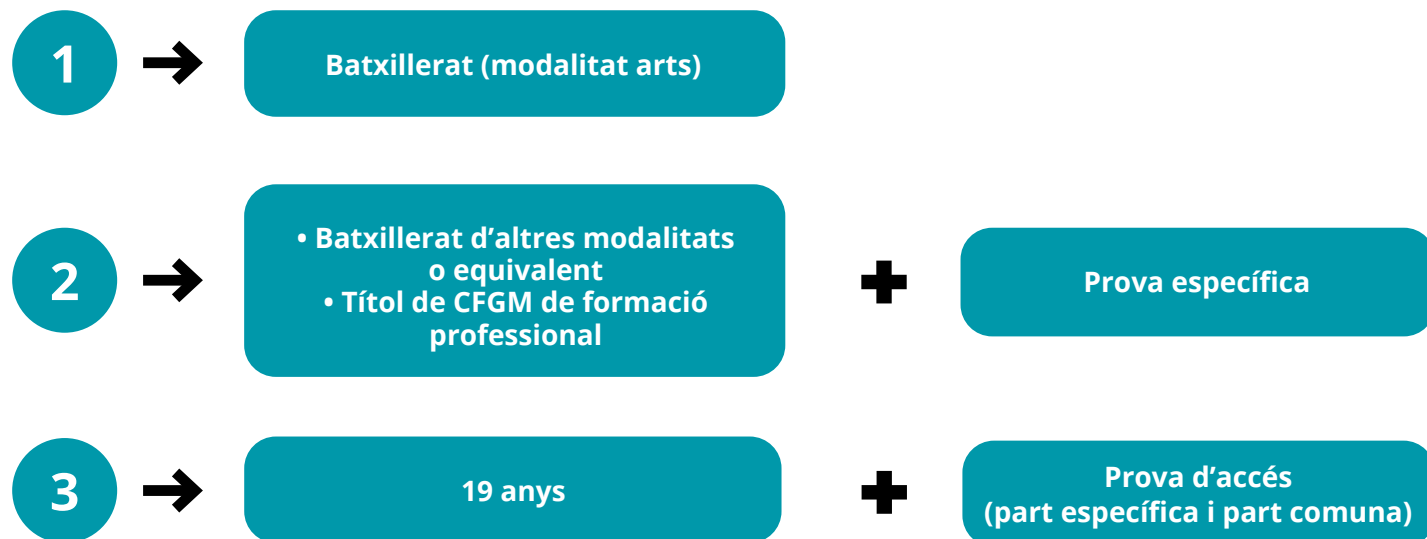 1
Batxillerat (modalitat arts)
2
• Batxillerat d'altres modalitats
o equivalent
• Títol de CFGM de formació
professional
Prova específica
3
19 anys
Prova d'accés
(part específica i part comuna)